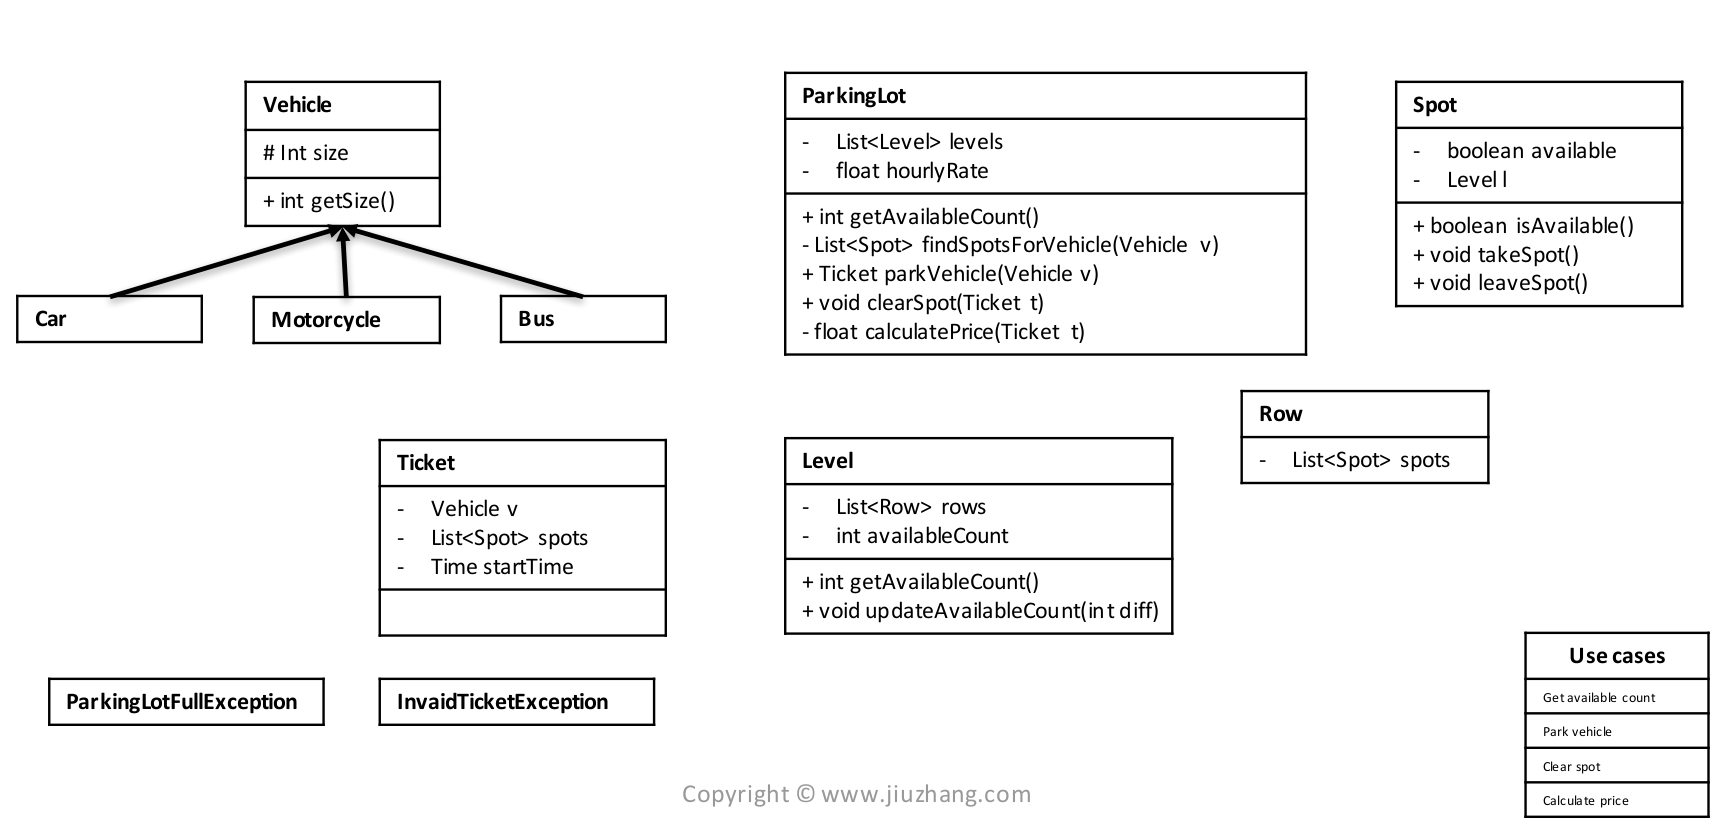 Vehicle
# Int size
+ int getSize()
Car
Motorcycle
Bus
ParkingLot
- List<Level> levels
- float hourlyRate
+ int getAvailableCount()
- List<Spot> findSpotsForVehicle(Vehicle v)
+ Ticket parkVehicle(Vehicle v)
+ void clearSpot(Ticket t)
- float calculatePrice(Ticket t)
Spot
- boolean available
- Level l
+ boolean isAvailable()
+ void takeSpot()
+ void leaveSpot()
Row
- List<Spot> spots
Ticket
- Vehicle v
- List<Spot> spots
- Time startTime
Level
- List<Row> rows
- int availableCount
+ int getAvailableCount()
+ void updateAvailableCount(int diff)
ParkingLotFullException
InvaidTicketException
Use cases
Get available count
Park vehicle
Clear spot
Calculate price
Copyright © www.jiuzhang.com